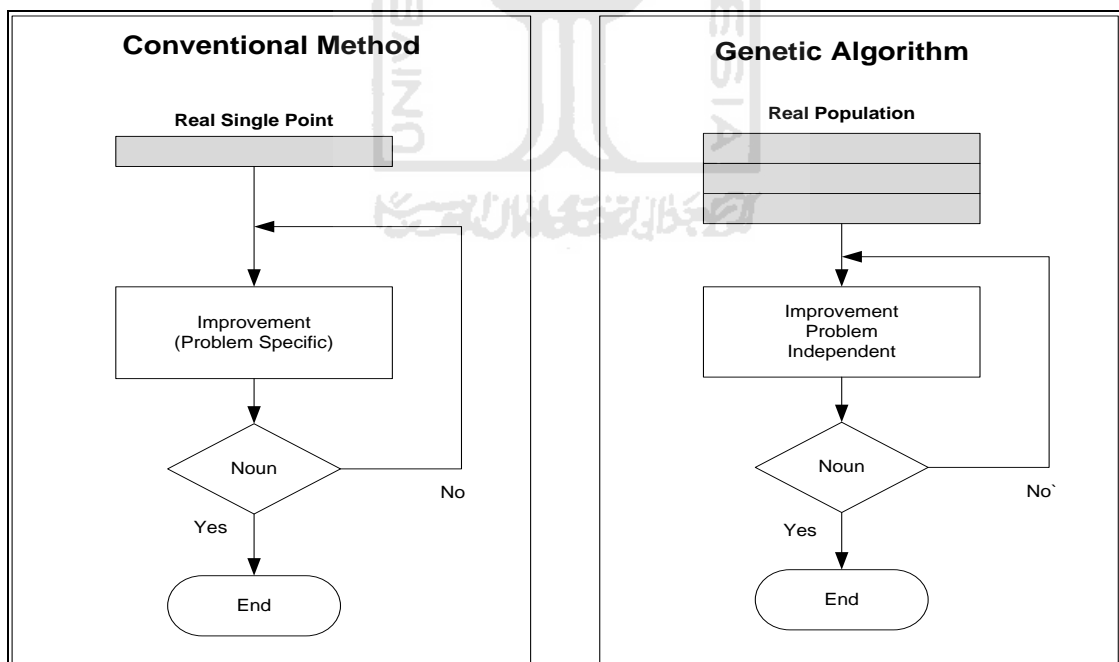 Conventional Method
Real Single Point
Improvement
(Problem Specific)
Noun
No
Yes
End
Genetic Algorithm
Real Population
Improvement
Problem
Independent
Noun
No`
Yes
End